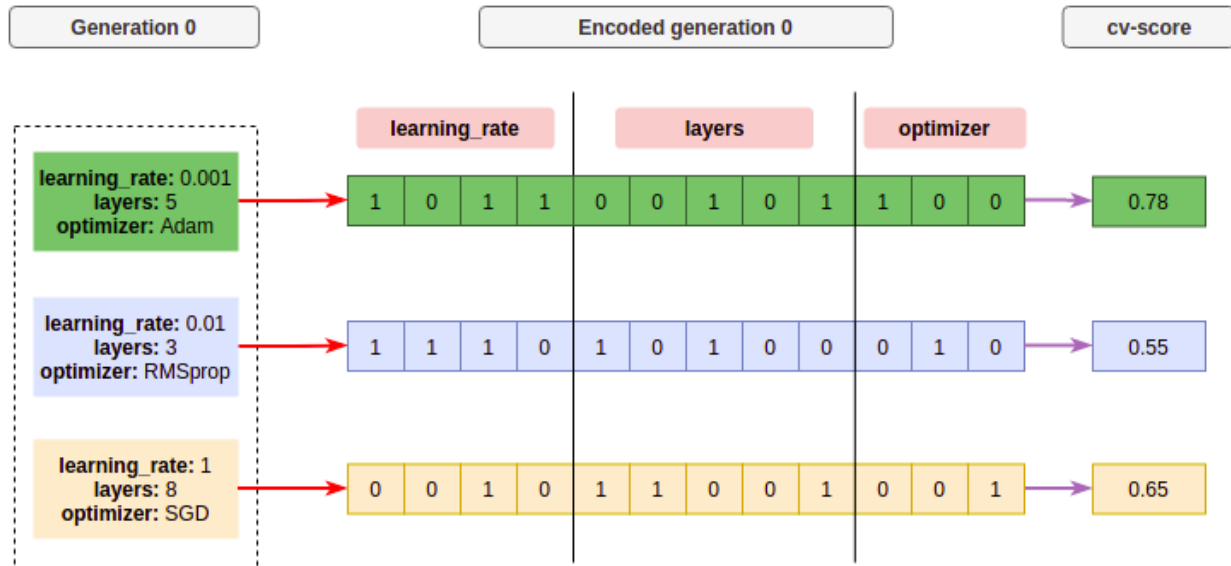 Generation 0
Encoded generation 0
cv-score
learning_rate
layers
optimizer
learning_rate: 0.001
layers: 5
optimizer: Adam
1 0 1 1 0 0 1 0 1 1 0 0
0.78
learning_rate: 0.01
layers: 3
optimizer: RMSprop
1 1 1 0 1 0 1 0 0 0 1 0
0.55
learning_rate: 1
layers: 8
optimizer: SGD
0 0 1 0 1 1 0 0 1 0 0 1
0.65